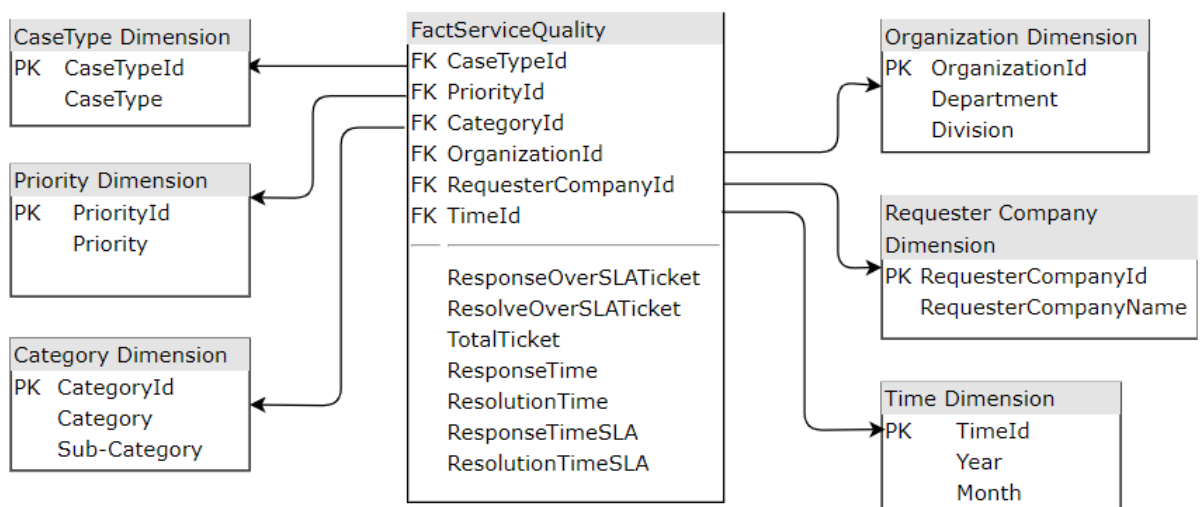 CaseType Dimension
PK CaseTypeId
CaseType
Priority Dimension
PK PriorityId
Priority
Category Dimension
PK CategoryId
Category
Sub-Category
FactServiceQuality
FK CaseTypeId
FK PriorityId
FK CategoryId
FK OrganizationId
FK RequesterCompanyId
FK TimeId
ResponseOverSLATicket
ResolveOverSLATicket
TotalTicket
ResponseTime
ResolutionTime
ResponseTimeSLA
ResolutionTimeSLA
Organization Dimension
PK OrganizationId
Department
Division
Requester Company
Dimension
PK RequesterCompanyId
RequesterCompanyName
Time Dimension
PK TimeId
Year
Month